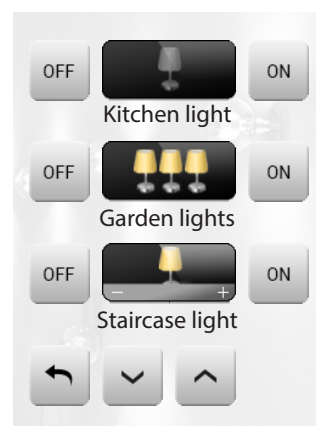 OFF ON
Kitchen light
OFF ON
Garden lights
OFF ON
− +
Staircase light